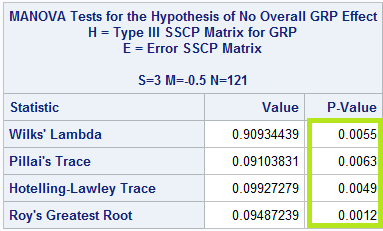 MANOVA Tests for the Hypothesis of No Overall GRP Effect
H = Type III SSCP Matrix for GRP
E = Error SSCP Matrix
S=3 M=-0.5 N=121
Statistic Value P-Value
Wilks' Lambda 0.90934439 0.0055
Pillai's Trace 0.09103831 0.0063
Hotelling-Lawley Trace 0.09927279 0.0049
Roy's Greatest Root 0.09487239 0.0012